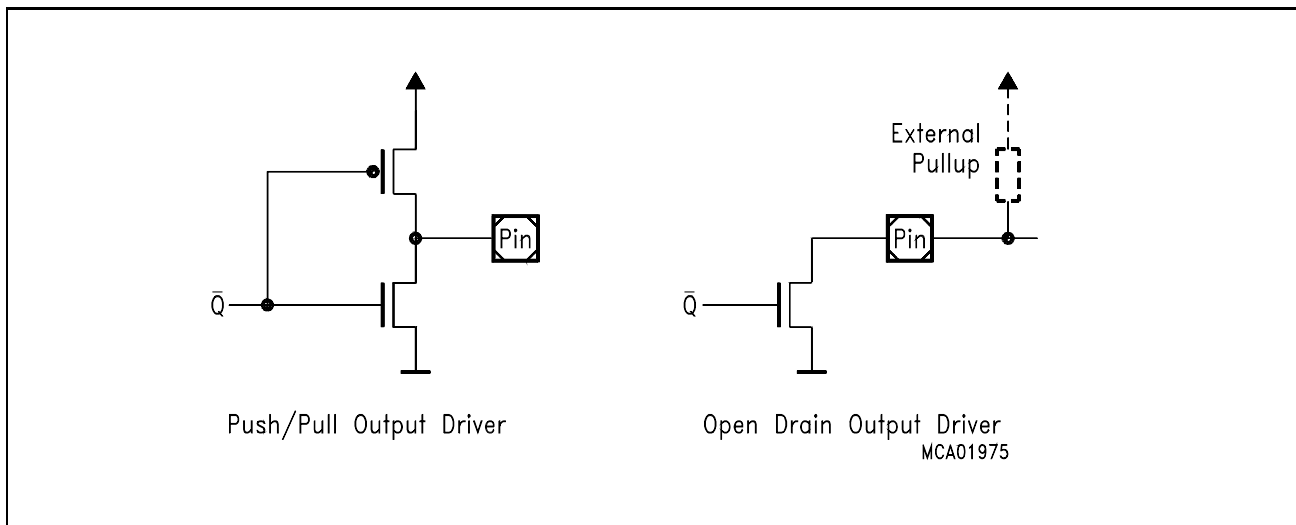 External
Pullup
Pin
Pin
Q̅
Q̅
Push/Pull Output Driver
Open Drain Output Driver
MCA01975